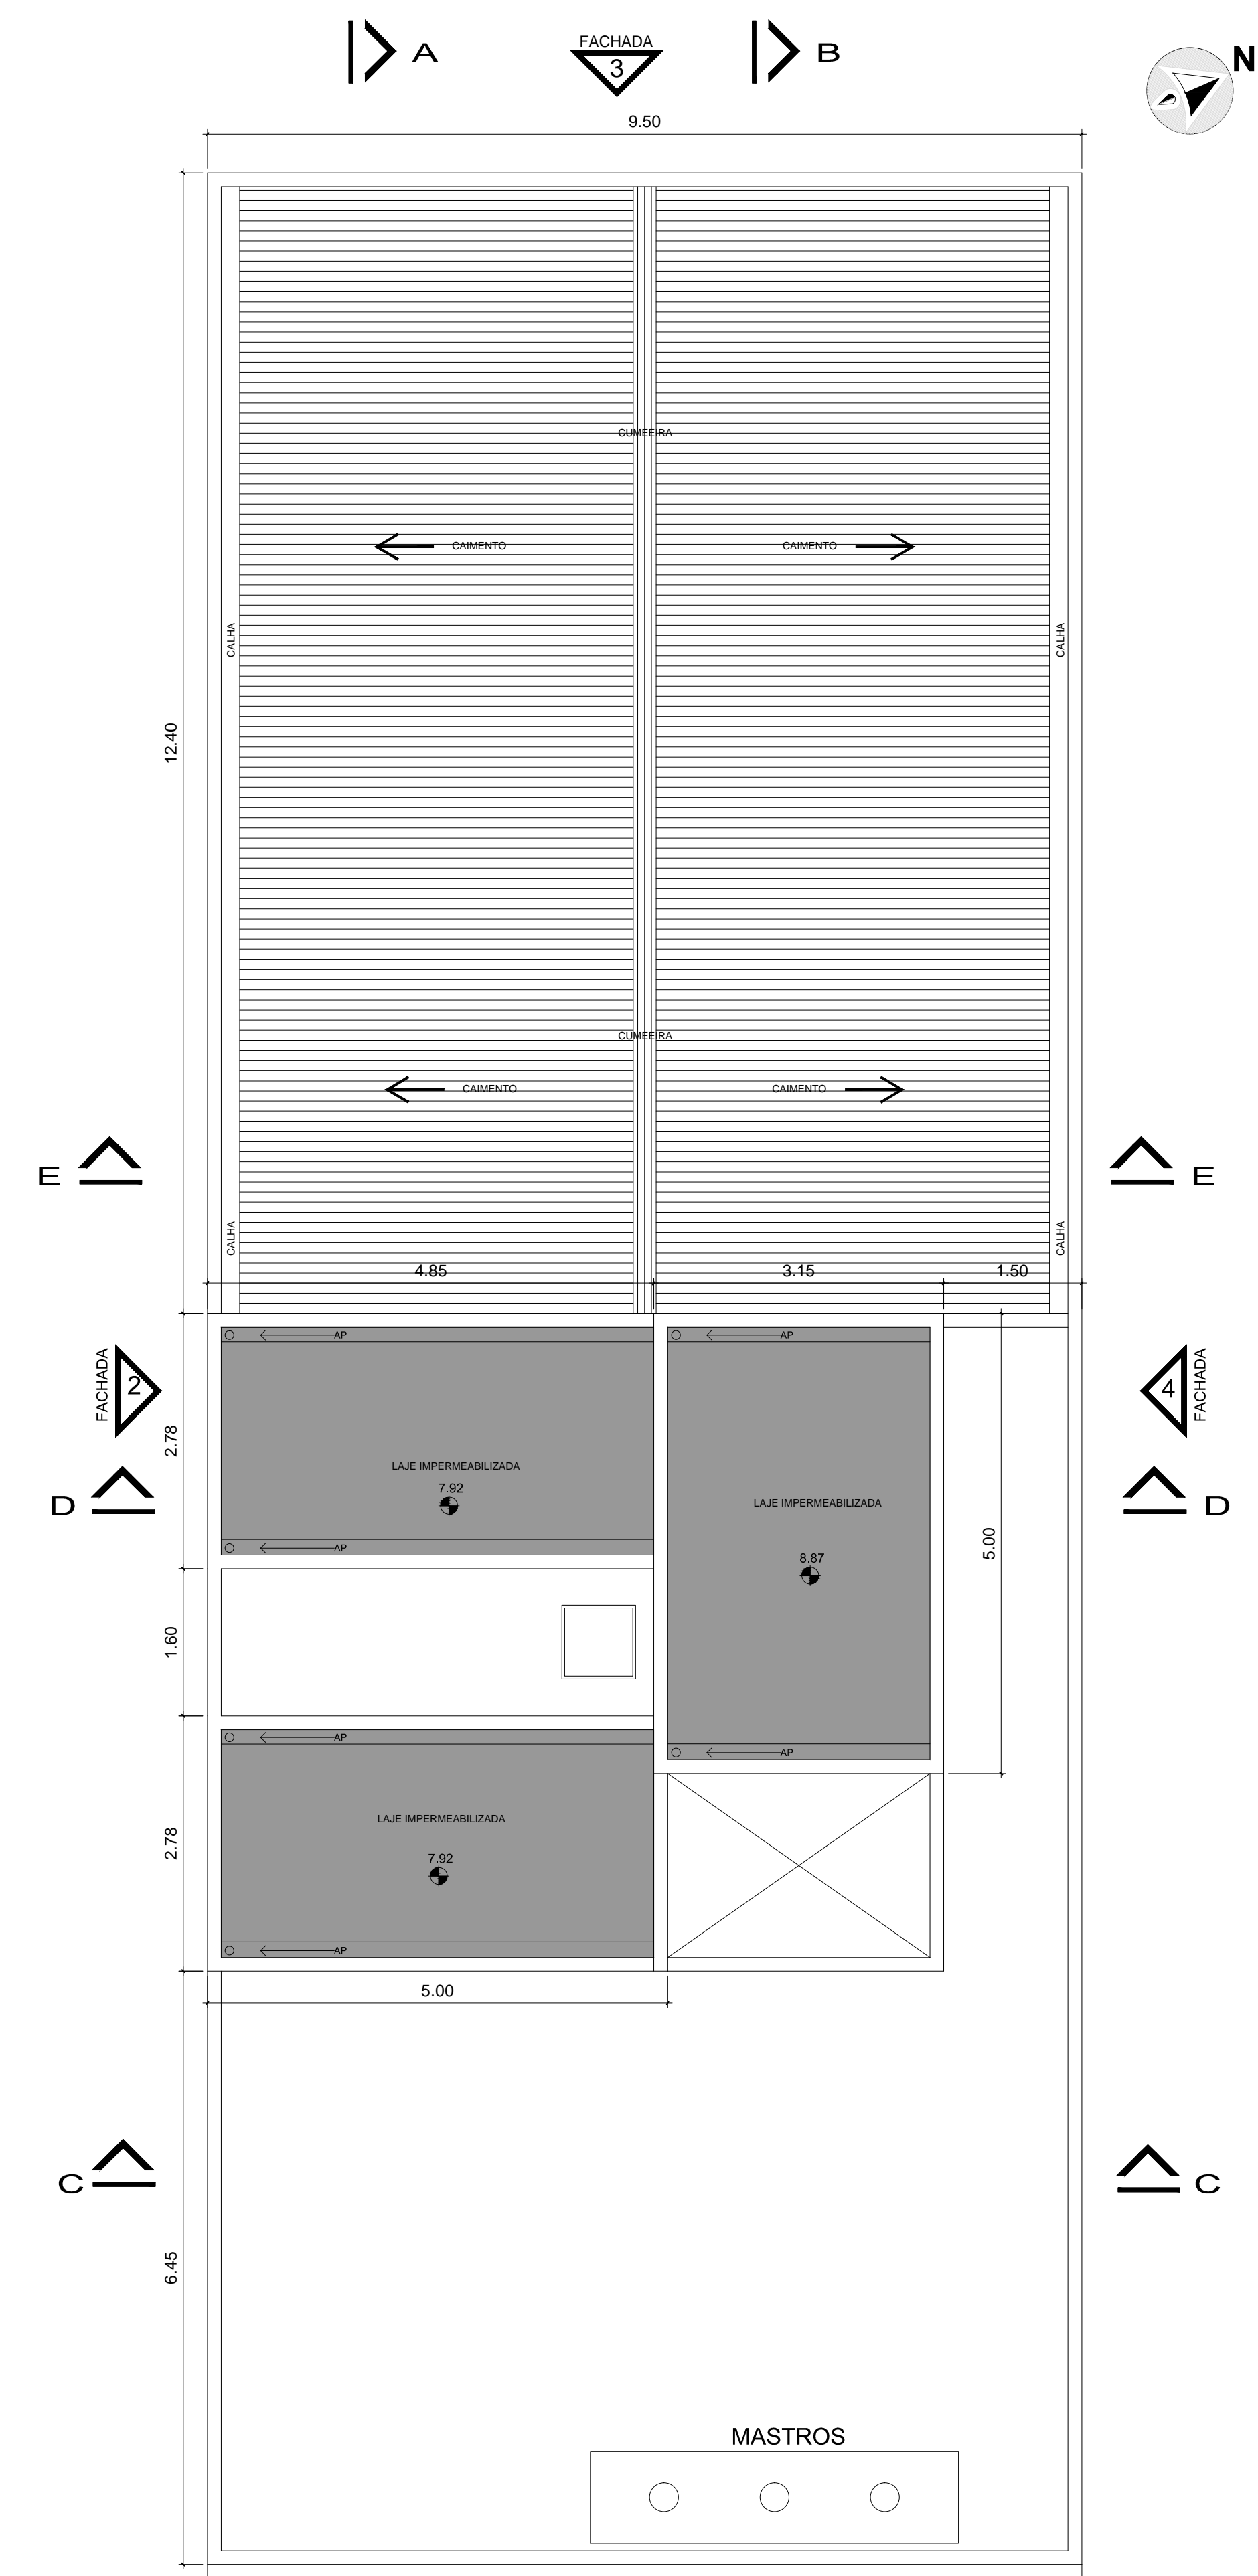 A
FACHADA
3
B
N
9.50
CUMEEIRA
CAIMENTO
CAIMENTO
CALHA
CALHA
12.40
CUMEEIRA
CAIMENTO
CAIMENTO
E
E
CALHA
CALHA
4.85
3.15
1.50
AP
AP
FACHADA
2
4
FACHADA
2.78
LAJE IMPERMEABILIZADA
7.92
LAJE IMPERMEABILIZADA
D
D
5.00
AP
8.87
1.60
AP
AP
LAJE IMPERMEABILIZADA
2.78
7.92
AP
5.00
C
C
6.45
MASTROS